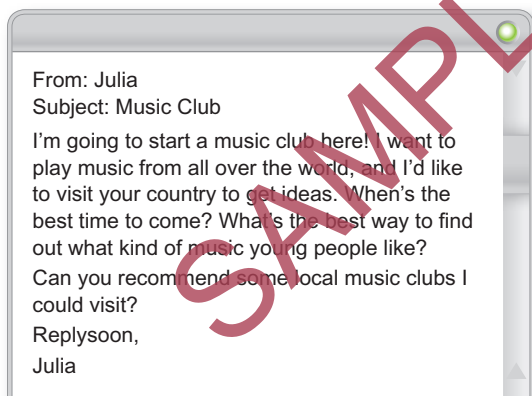 From: Julia
Subject: Music Club
I'm going to start a music club here! I want to
play music from all over the world, and I'd like
to visit your country to get ideas. When's the
best time to come? What's the best way to find
out what kind of music young people like?
Can you recommend some local music clubs I
could visit?
Replysoon,
Julia
SAMPL